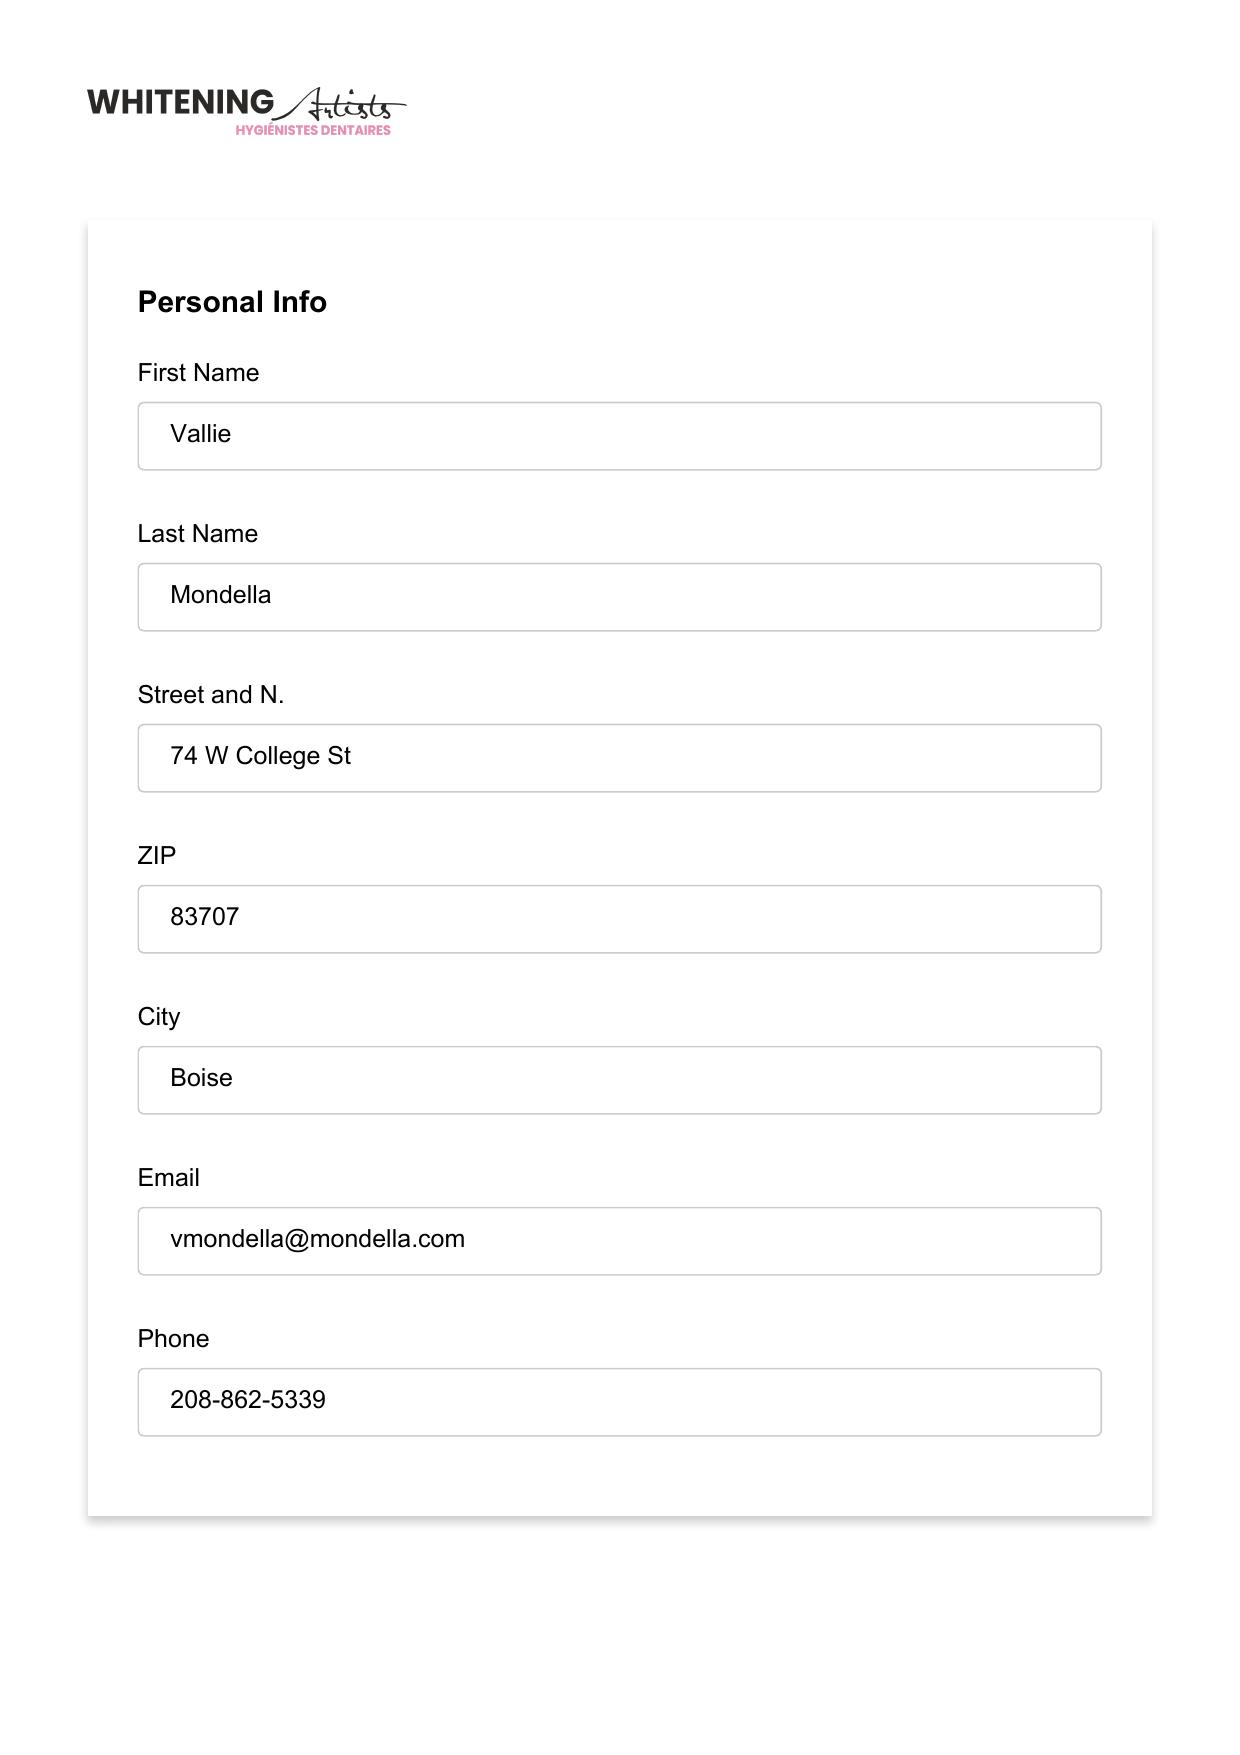 WHITENING Artists
HYGIÉNISTES DENTAIRES
Personal Info
First Name
Vallie
Last Name
Mondella
Street and N.
74 W College St
ZIP
83707
City
Boise
Email
vmondella@mondella.com
Phone
208-862-5339